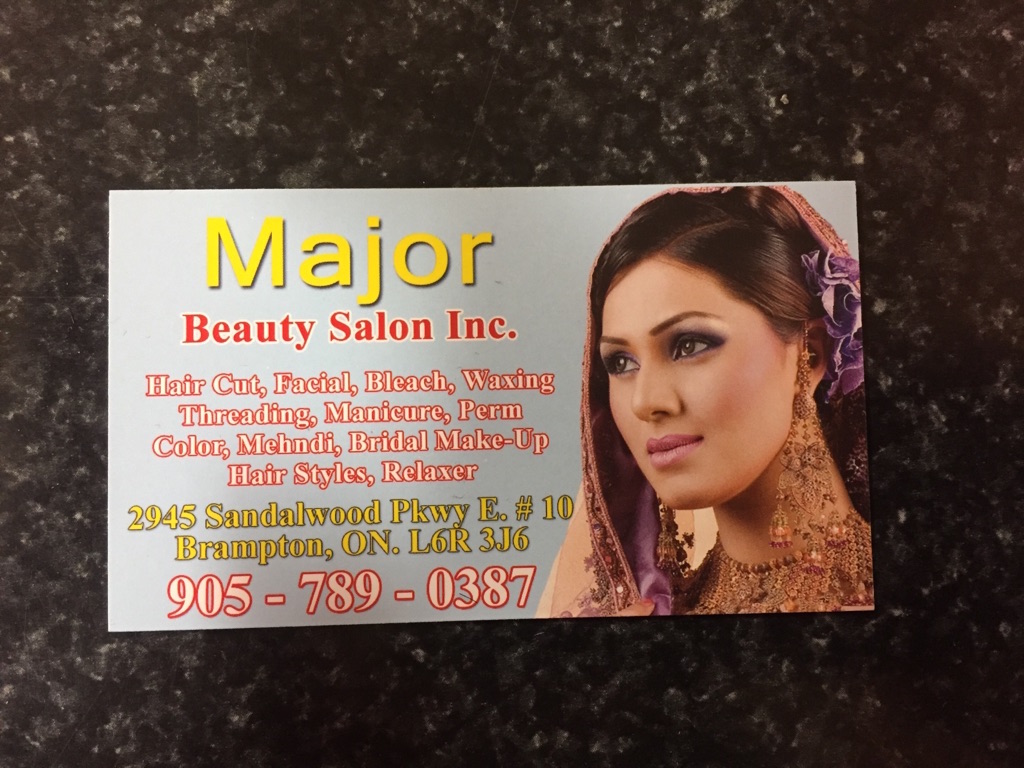 Major
Beauty Salon Inc.
Hair Cut, Facial, Bleach, Waxing
Threading, Manicure, Perm
Color, Mehndi, Bridal Make-Up
Hair Styles, Relaxer
2945 Sandalwood Pkwy E. # 10
Brampton, ON. L6R 3J6
905 - 789 - 0387